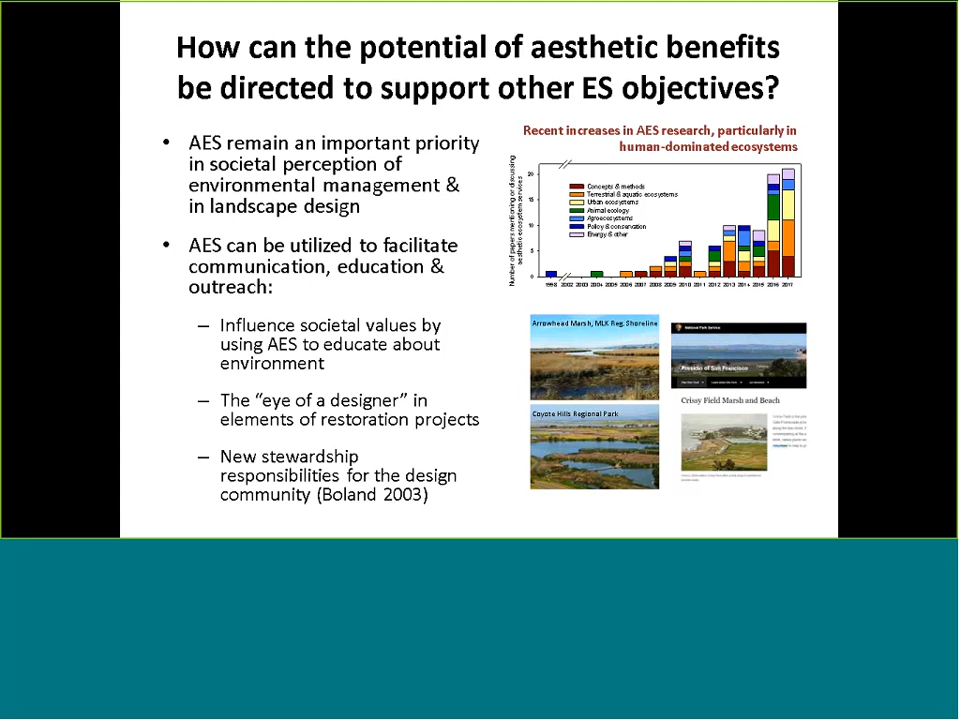 How can the potential of aesthetic benefits
be directed to support other ES objectives?
• AES remain an important priority
in societal perception of
environmental management &
in landscape design
• AES can be utilized to facilitate
communication, education &
outreach:
– Influence societal values by
using AES to educate about
environment
– The “eye of a designer” in
elements of restoration projects
– New stewardship
responsibilities for the design
community (Boland 2003)
Recent increases in AES research, particularly in
human-dominated ecosystems
Number of papers mentioning or discussing
aesthetic ecosystem services
20
15
10
5
0
Concepts & methods
Terrestrial & aquatic ecosystems
Urban ecosystems
Animal ecology
Agroecosystems
Policy & conservation
Energy & other
1998 2002 2003 2004 2005 2006 2007 2008 2009 2010 2011 2012 2013 2014 2015 2016 2017
Arrowhead Marsh, MLK Reg. Shoreline
Coyote Hills Regional Park
National Park Service
Presidio of San Francisco
Crissy Field Marsh and Beach